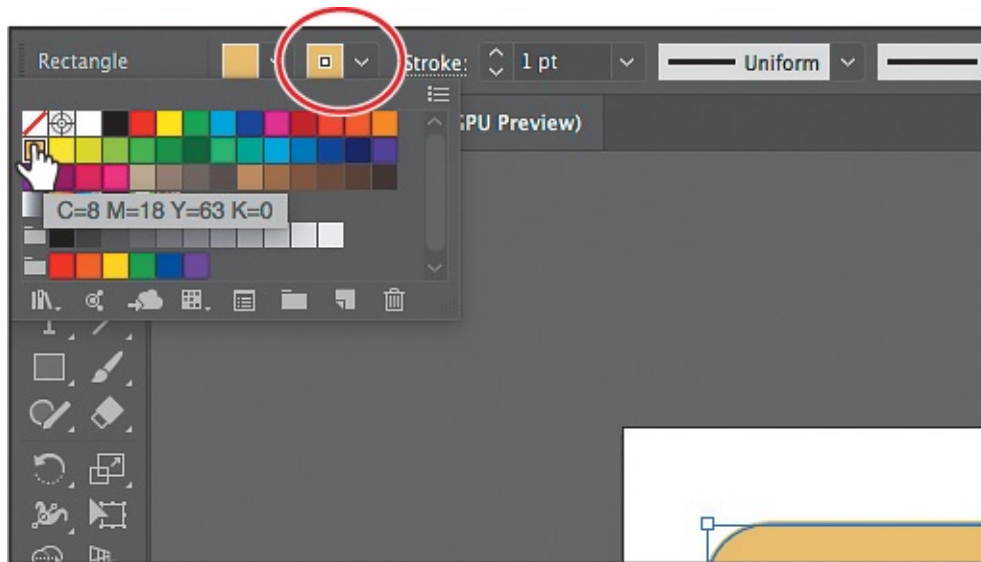 Rectangle Stroke: 1 pt Uniform
GPU Preview)
C=8 M=18 Y=63 K=0